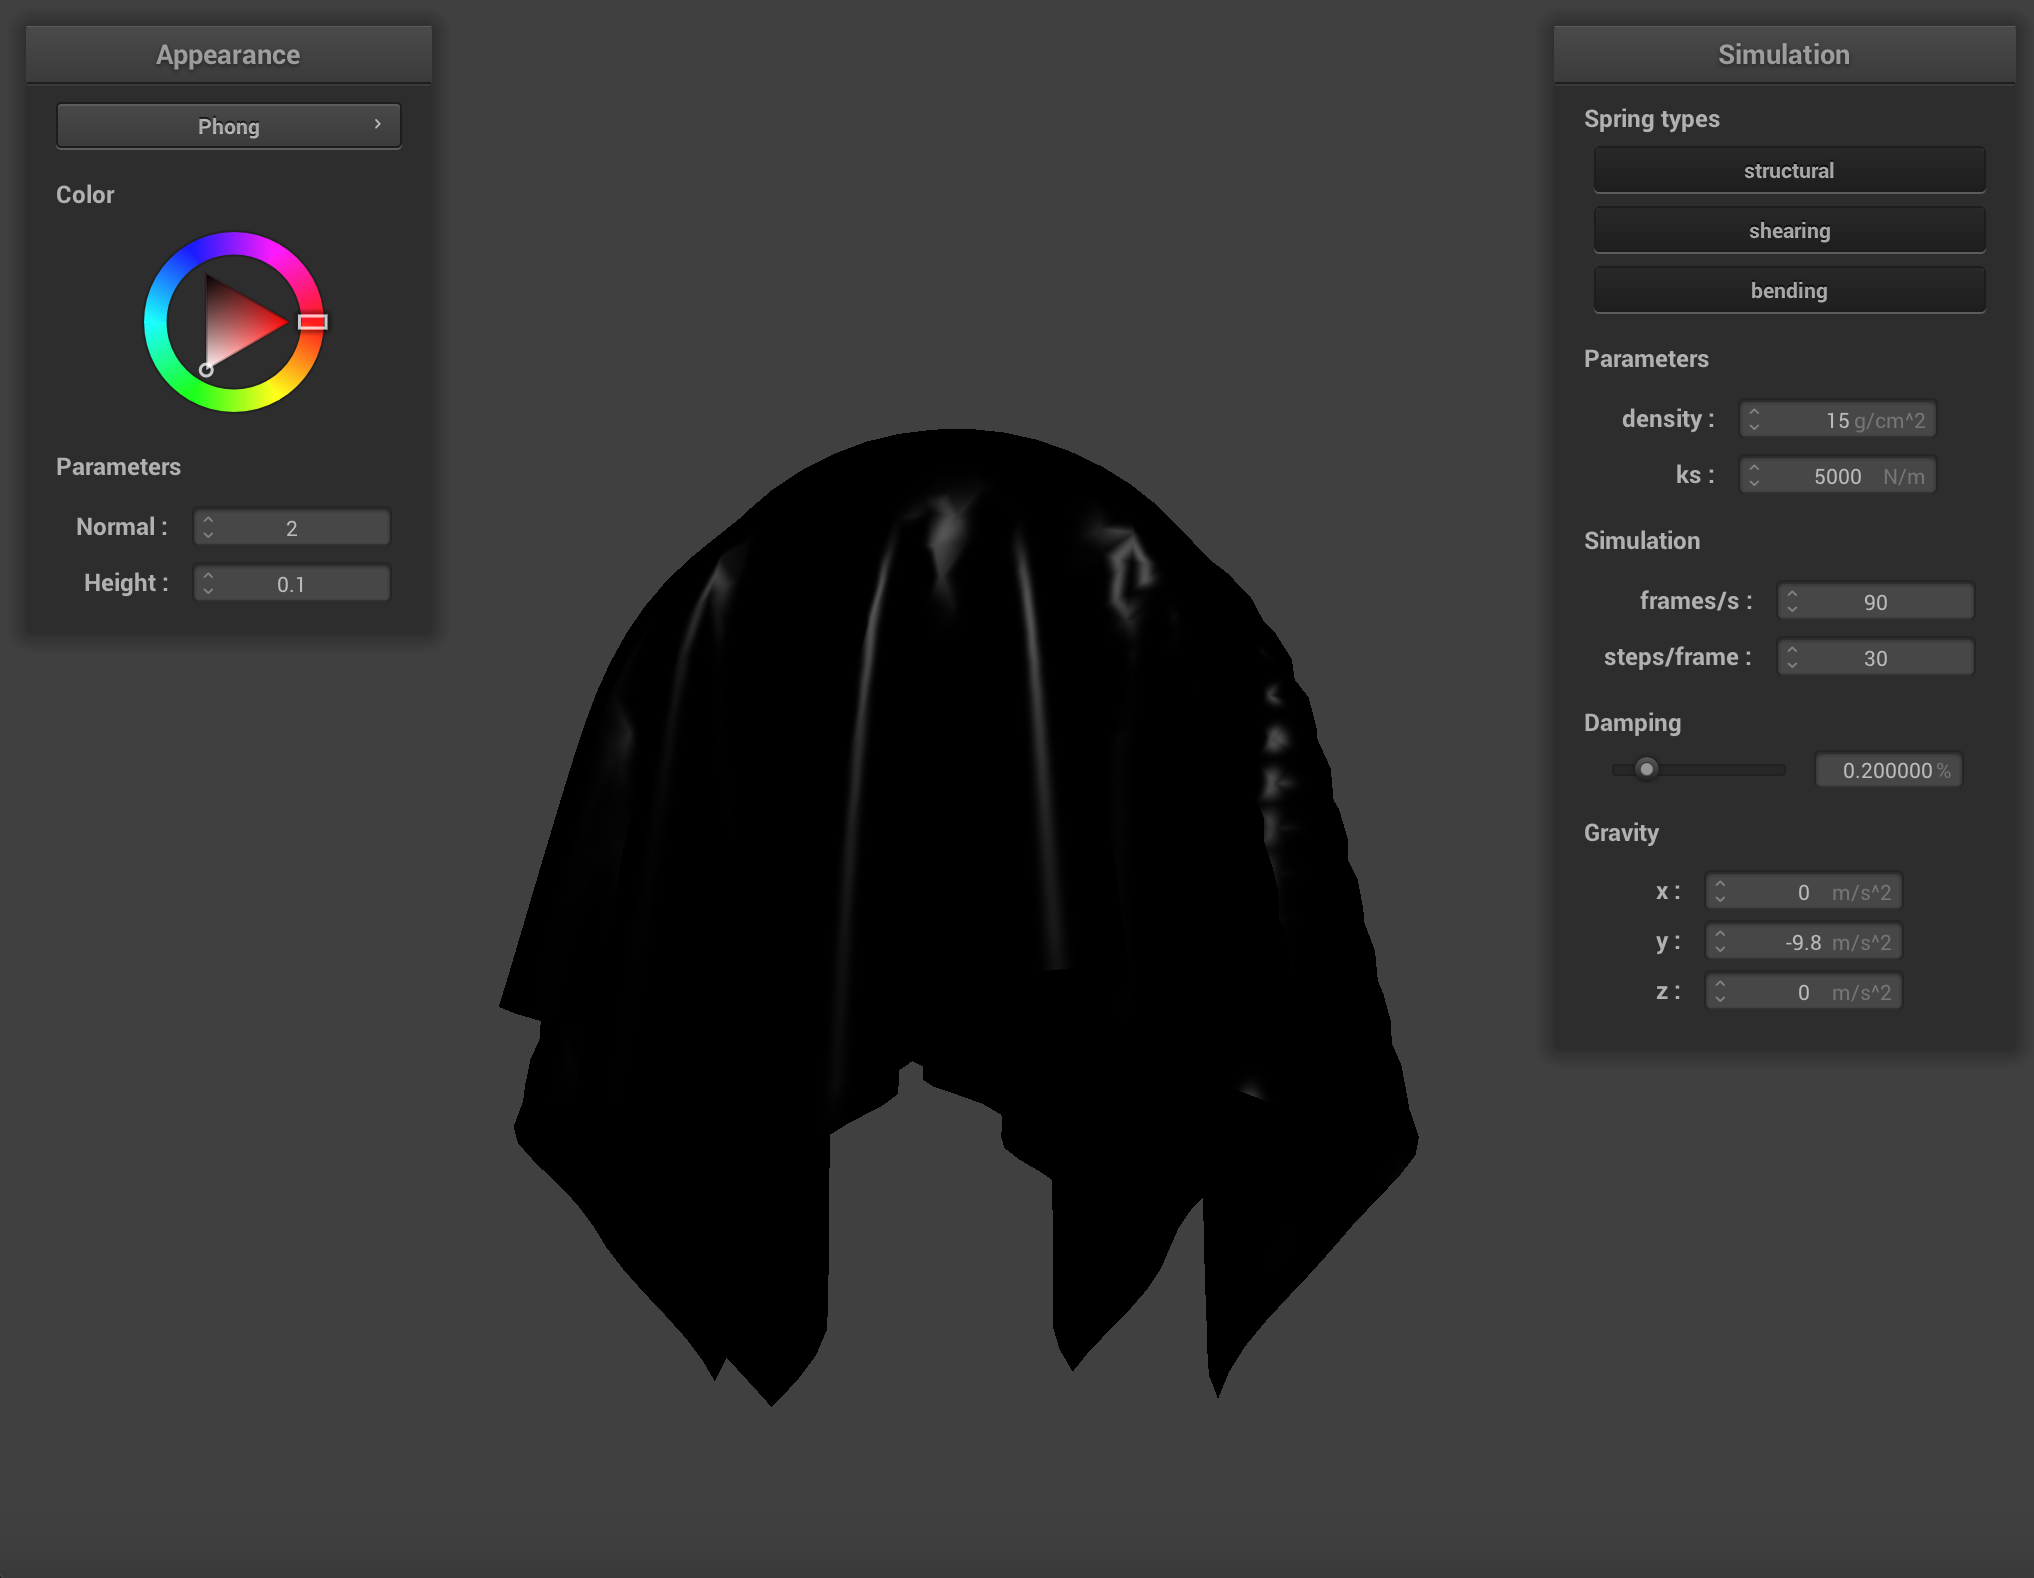 Appearance
Phong
Color
Parameters
Normal : 2
Height : 0.1
Simulation
Spring types
structural
shearing
bending
Parameters
density : 15 g/cm^2
ks : 5000 N/m
Simulation
frames/s : 90
steps/frame : 30
Damping
0.200000 %
Gravity
x : 0 m/s^2
y : -9.8 m/s^2
z : 0 m/s^2